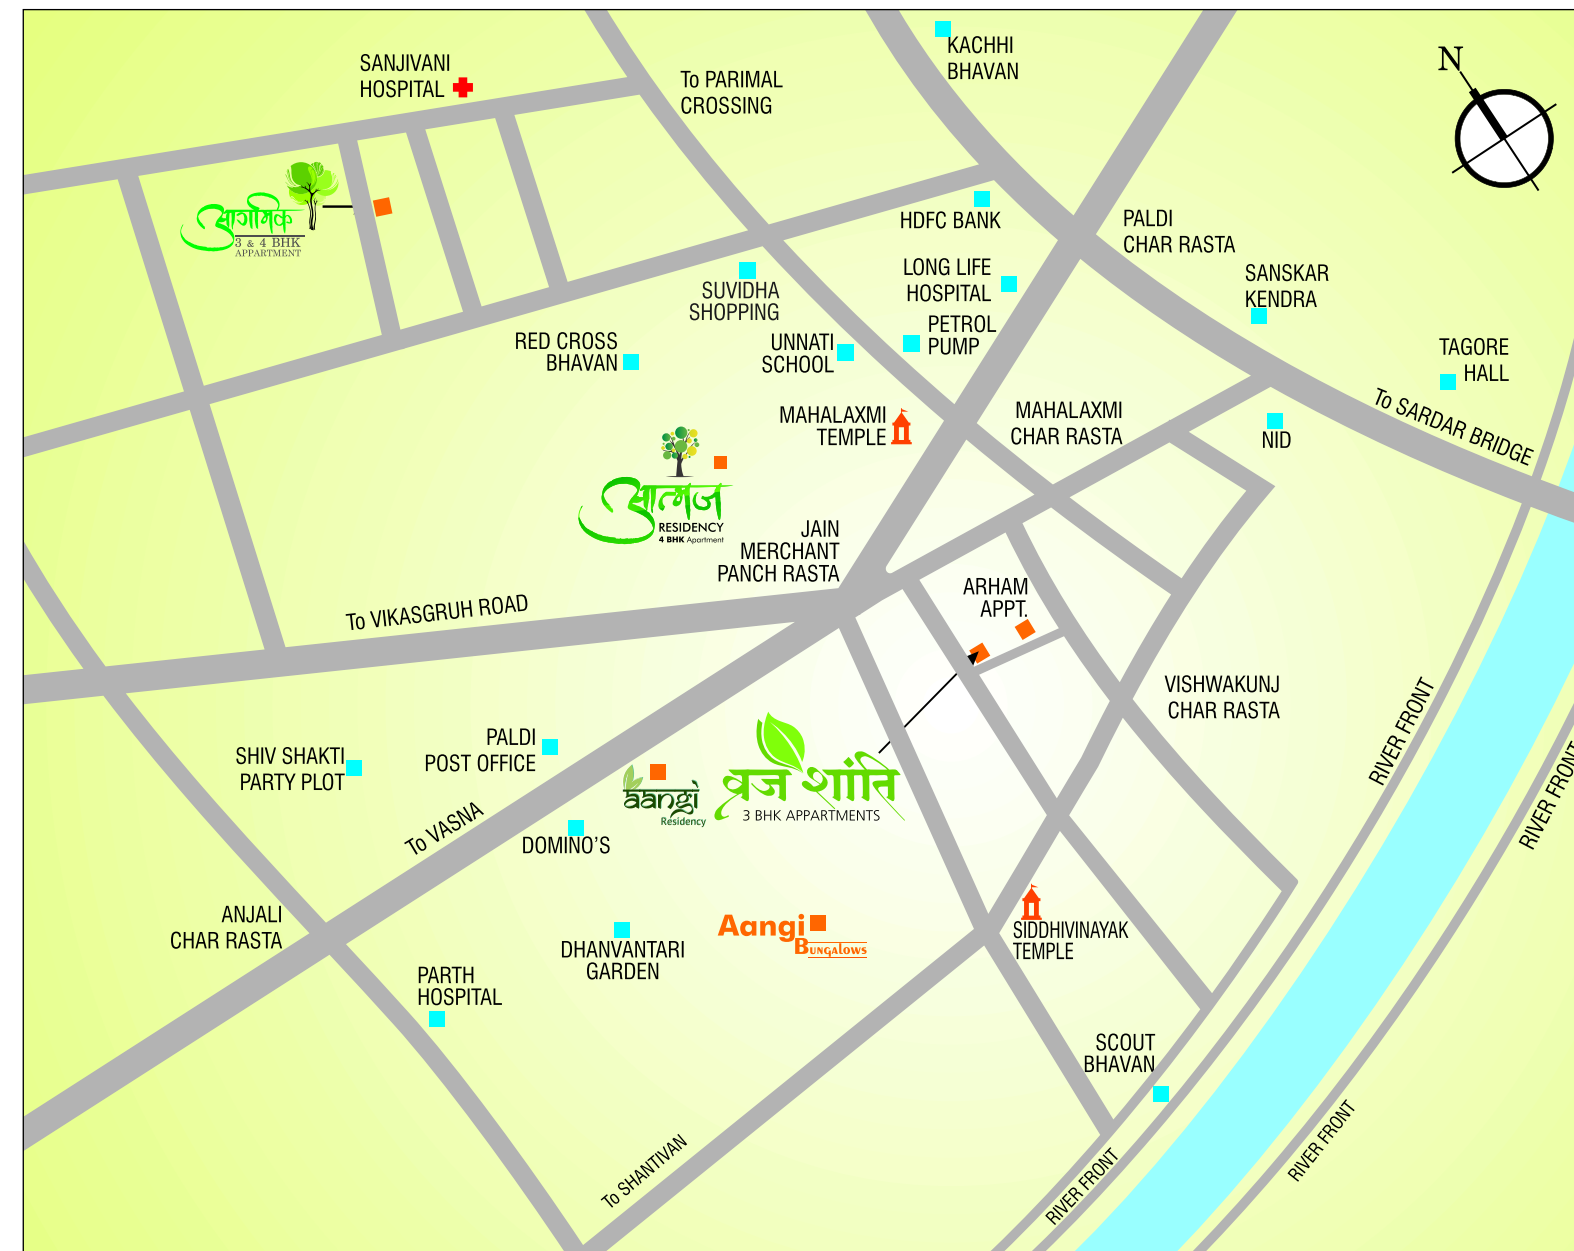 SANJIVANI
HOSPITAL
To PARIMAL
CROSSING
KACHHI
BHAVAN
N
आगमिक
3 & 4 BHK
APPARTMENT
HDFC BANK
PALDI
CHAR RASTA
LONG LIFE
HOSPITAL
SANSKAR
KENDRA
SUVIDHA
SHOPPING
PETROL
PUMP
RED CROSS
BHAVAN
UNNATI
SCHOOL
TAGORE
HALL
To SARDAR BRIDGE
MAHALAXMI
TEMPLE
MAHALAXMI
CHAR RASTA
NID
आत्मज
RESIDENCY
4 BHK Apartment
JAIN
MERCHANT
PANCH RASTA
ARHAM
APPT.
To VIKASGRUH ROAD
VISHWAKUNJ
CHAR RASTA
RIVER FRONT
RIVER FRONT
SHIV SHAKTI
PARTY PLOT
PALDI
POST OFFICE
aangi
Residency
व्रज शांति
3 BHK APPARTMENTS
To VASNA
DOMINO'S
ANJALI
CHAR RASTA
DHANVANTARI
GARDEN
Aangi
BUNGALOWS
SIDDHIVINAYAK
TEMPLE
PARTH
HOSPITAL
SCOUT
BHAVAN
To SHANTIVAN
RIVER FRONT
RIVER FRONT